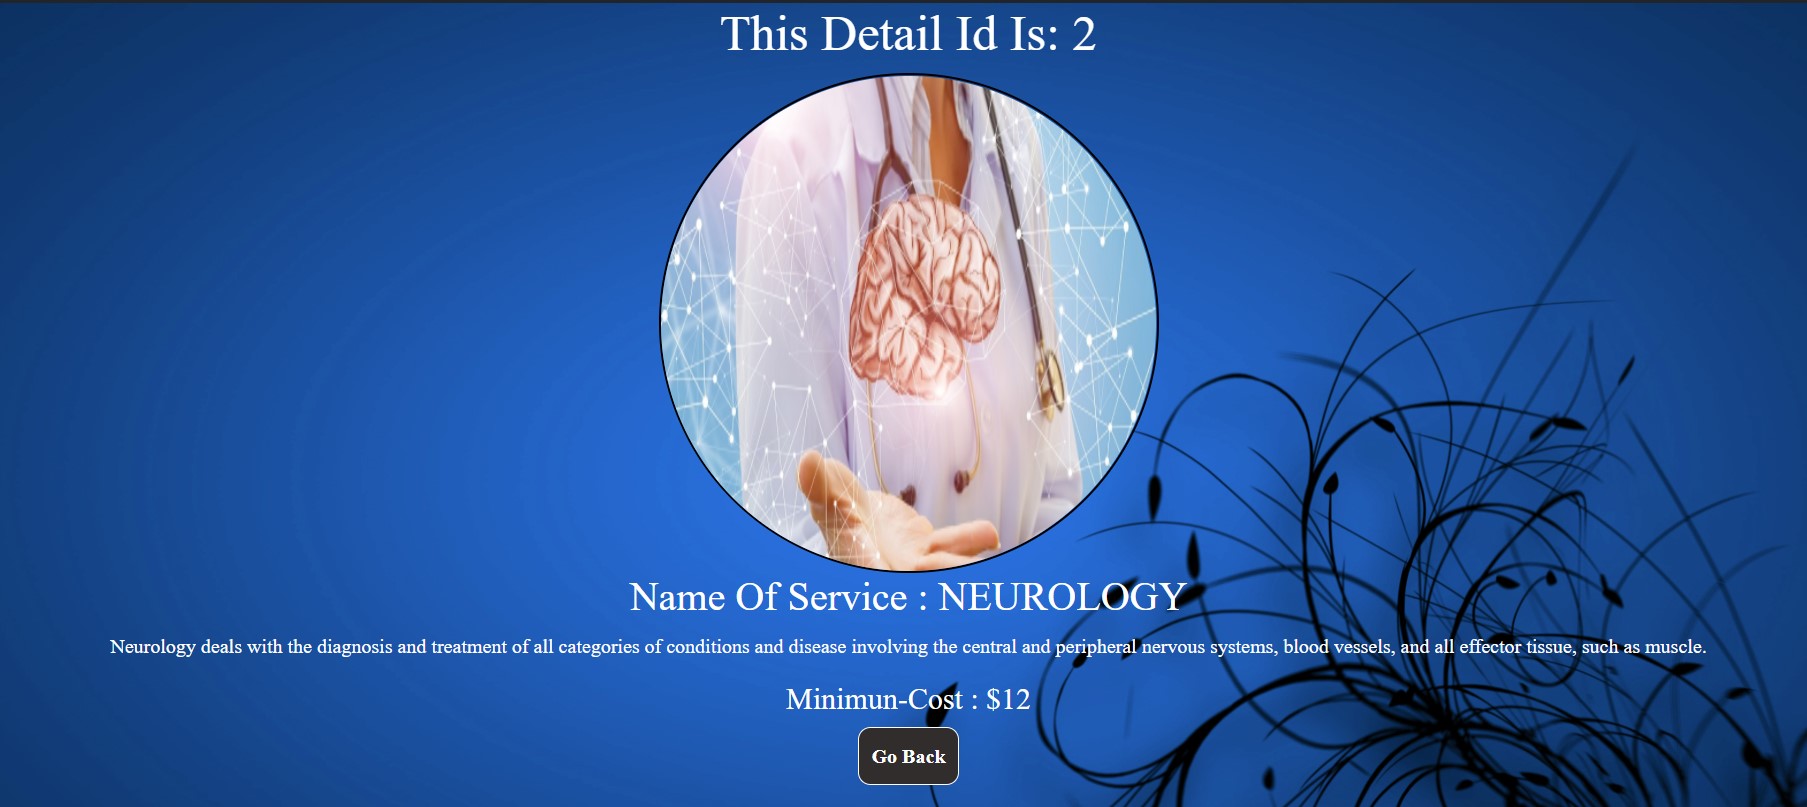 This Detail Id Is: 2
Name Of Service : NEUROLOGY
Neurology deals with the diagnosis and treatment of all categories of conditions and disease involving the central and peripheral nervous systems, blood vessels, and all effector tissue, such as muscle.
Minimun-Cost : $12
Go Back